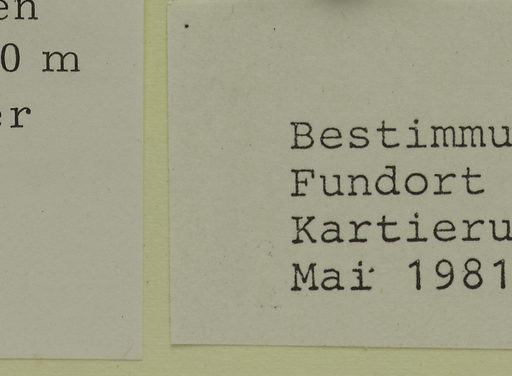 en
0 m
er
Bestimmu
Fundort
Kartieru
Mai 1981